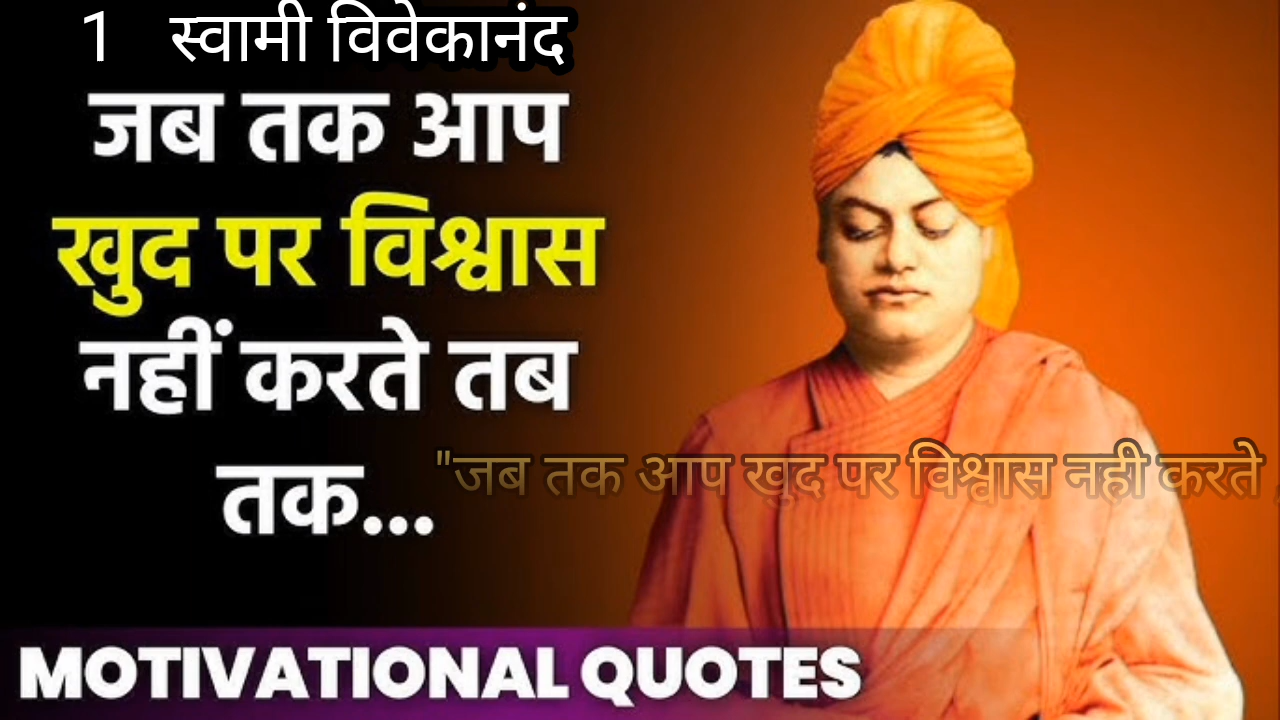 1 स्वामी विवेकानंद
जब तक आप
खुद पर विश्वास
नहीं करते तब
तक...
"जब तक आप खुद पर विश्वास नही करते
MOTIVATIONAL QUOTES